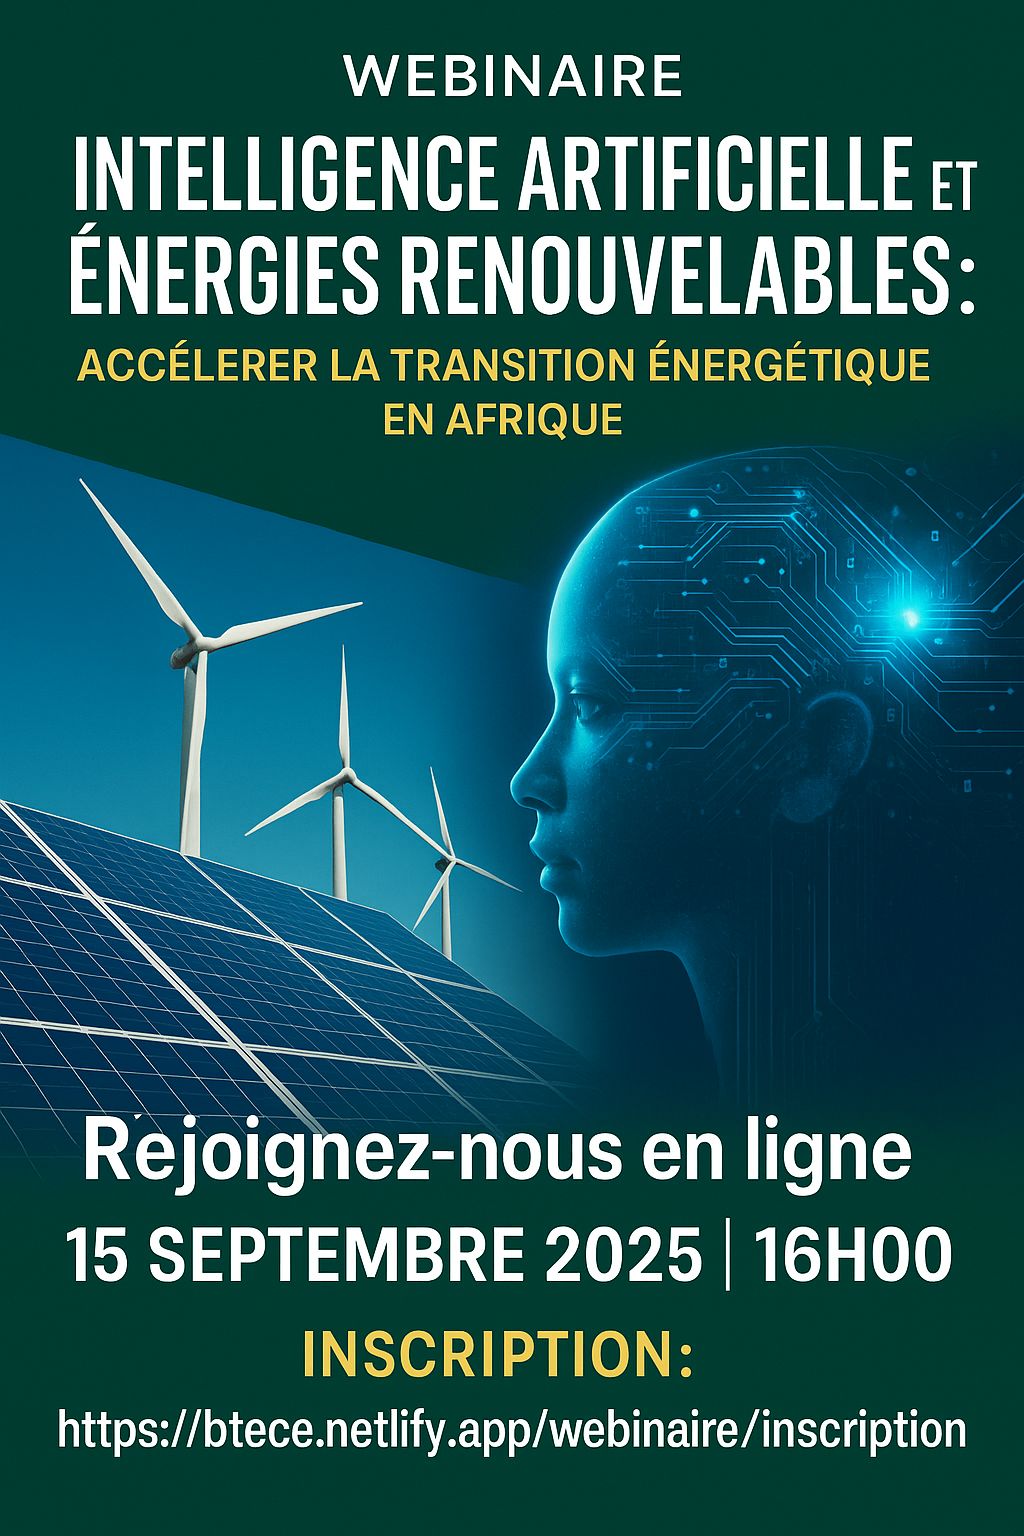 WEBINAIRE
INTELLIGENCE ARTIFICIELLE ET
ÉNERGIES RENOUVELABLES:
ACCÉLERER LA TRANSITION ÉNERGÉTIQUE
EN AFRIQUE
Rejoignez-nous en ligne
15 SEPTEMBRE 2025 | 16H00
INSCRIPTION:
https://btece.netlify.app/webinaire/inscription